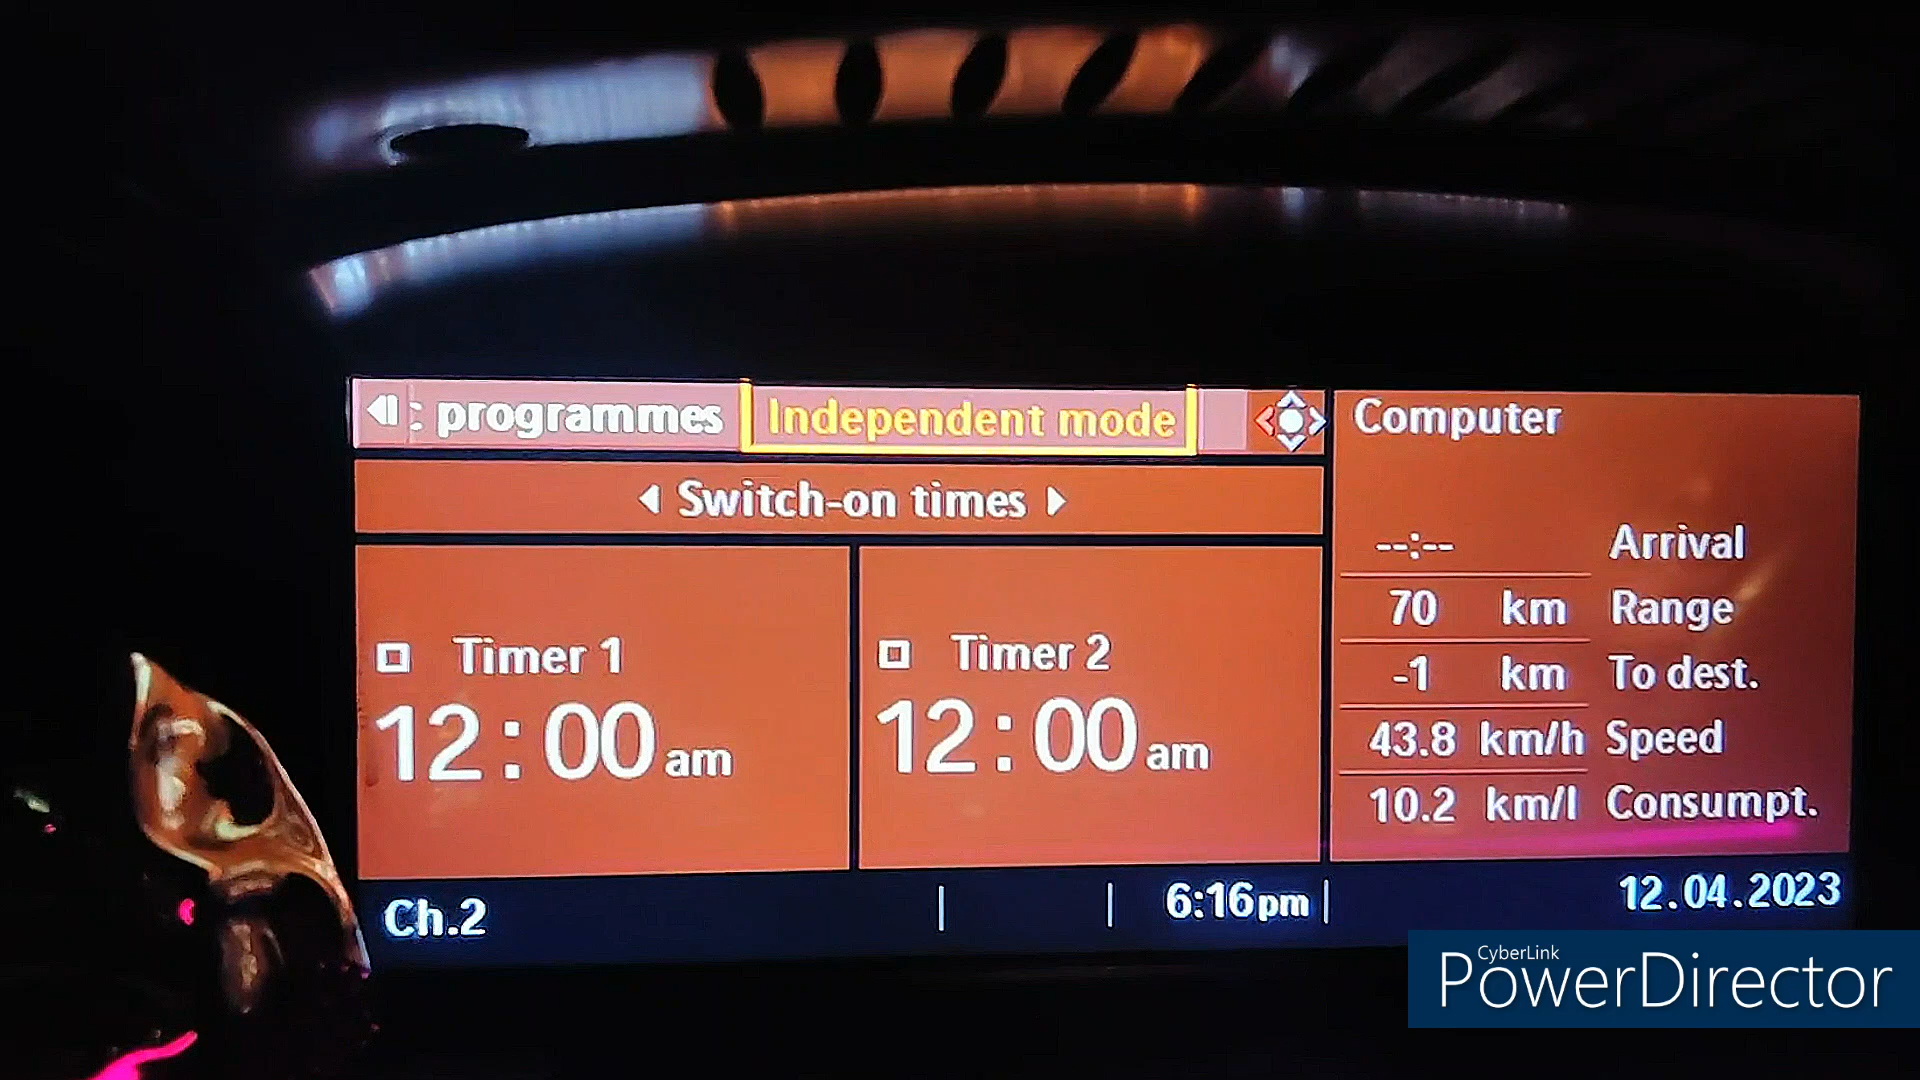 : programmes Independent mode
Switch-on times
Timer 1
12:00 am
Timer 2
12:00 am
Computer
--:-- Arrival
70 km Range
-1 km To dest.
43.8 km/h Speed
10.2 km/l Consumpt.
Ch.2 6:16pm 12.04.2023
CyberLink
PowerDirector